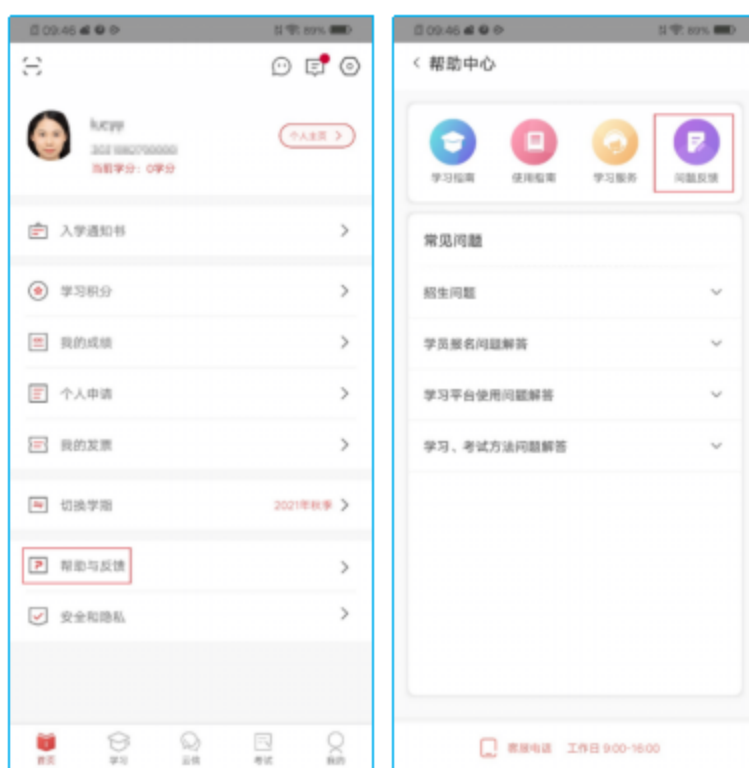 09:46
89%
个人主页
当前学分：0学分
入学通知书
学习积分
我的成绩
个人申请
我的发票
切换学期 2021年秋季
帮助与反馈
安全和隐私
首页 学习 云信 考试 我的
09:46
89%
帮助中心
学习指南 使用指南 学习服务 问题反馈
常见问题
招生问题
学员报名问题解答
学习平台使用问题解答
学习、考试方法问题解答
客服电话 工作日 9:00-16:00